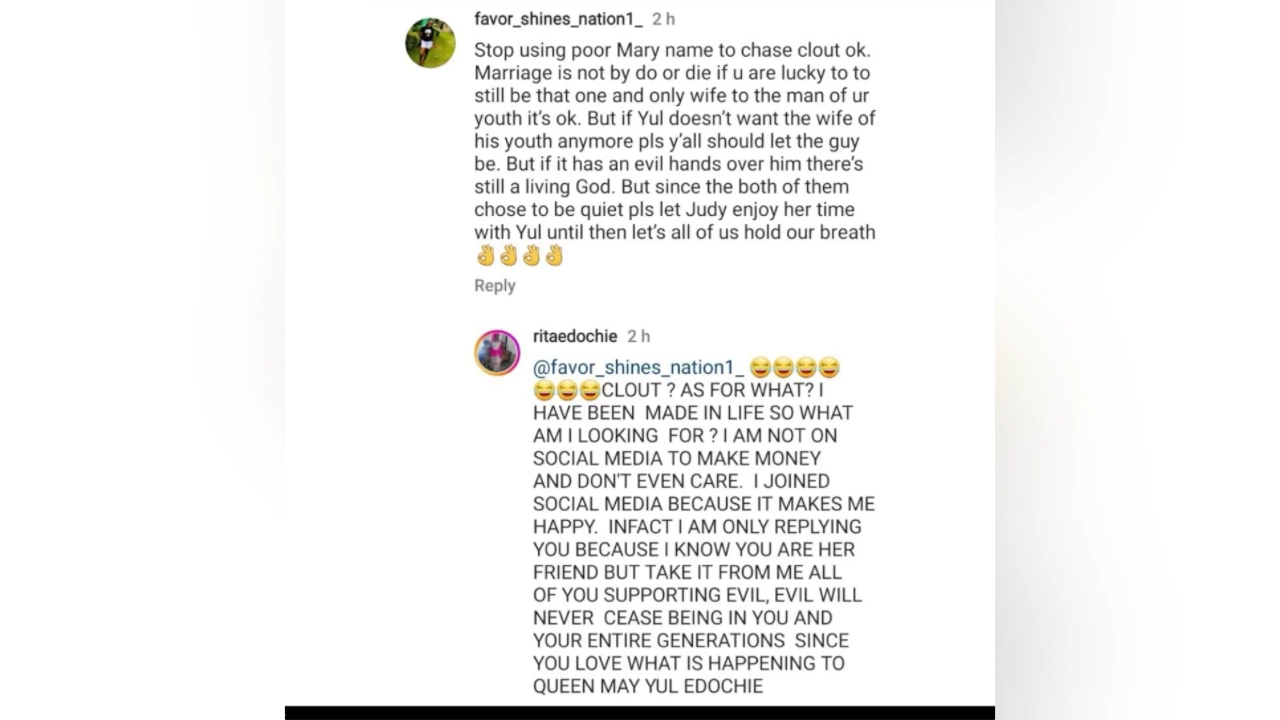 favor_shines_nation1_ 2 h
Stop using poor Mary name to chase clout ok.
Marriage is not by do or die if u are lucky to to
still be that one and only wife to the man of ur
youth it's ok. But if Yul doesn't want the wife of
his youth anymore pls y'all should let the guy
be. But if it has an evil hands over him there's
still a living God. But since the both of them
chose to be quiet pls let Judy enjoy her time
with Yul until then let's all of us hold our breath
👌👌👌👌
Reply
ritaedochie 2 h
@favor_shines_nation1_ 😂😂😂😂
😂😂😂CLOUT ? AS FOR WHAT? I
HAVE BEEN MADE IN LIFE SO WHAT
AM I LOOKING FOR ? I AM NOT ON
SOCIAL MEDIA TO MAKE MONEY
AND DON'T EVEN CARE. I JOINED
SOCIAL MEDIA BECAUSE IT MAKES ME
HAPPY. INFACT I AM ONLY REPLYING
YOU BECAUSE I KNOW YOU ARE HER
FRIEND BUT TAKE IT FROM ME ALL
OF YOU SUPPORTING EVIL, EVIL WILL
NEVER CEASE BEING IN YOU AND
YOUR ENTIRE GENERATIONS SINCE
YOU LOVE WHAT IS HAPPENING TO
QUEEN MAY YUL EDOCHIE